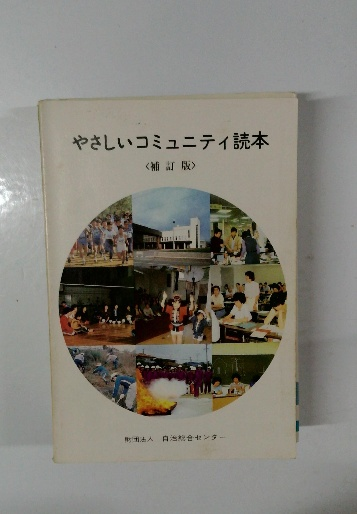 やさしいコミュニティ読本
〈補訂版〉
財団法人 自治総合センター